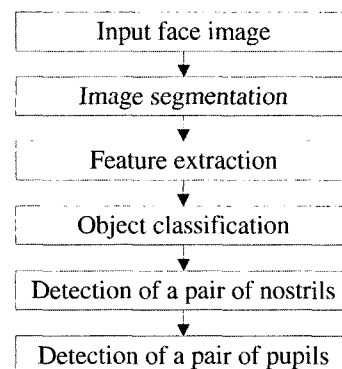 Input face image
Image segmentation
Feature extraction
Object classification
Detection of a pair of nostrils
Detection of a pair of pupils